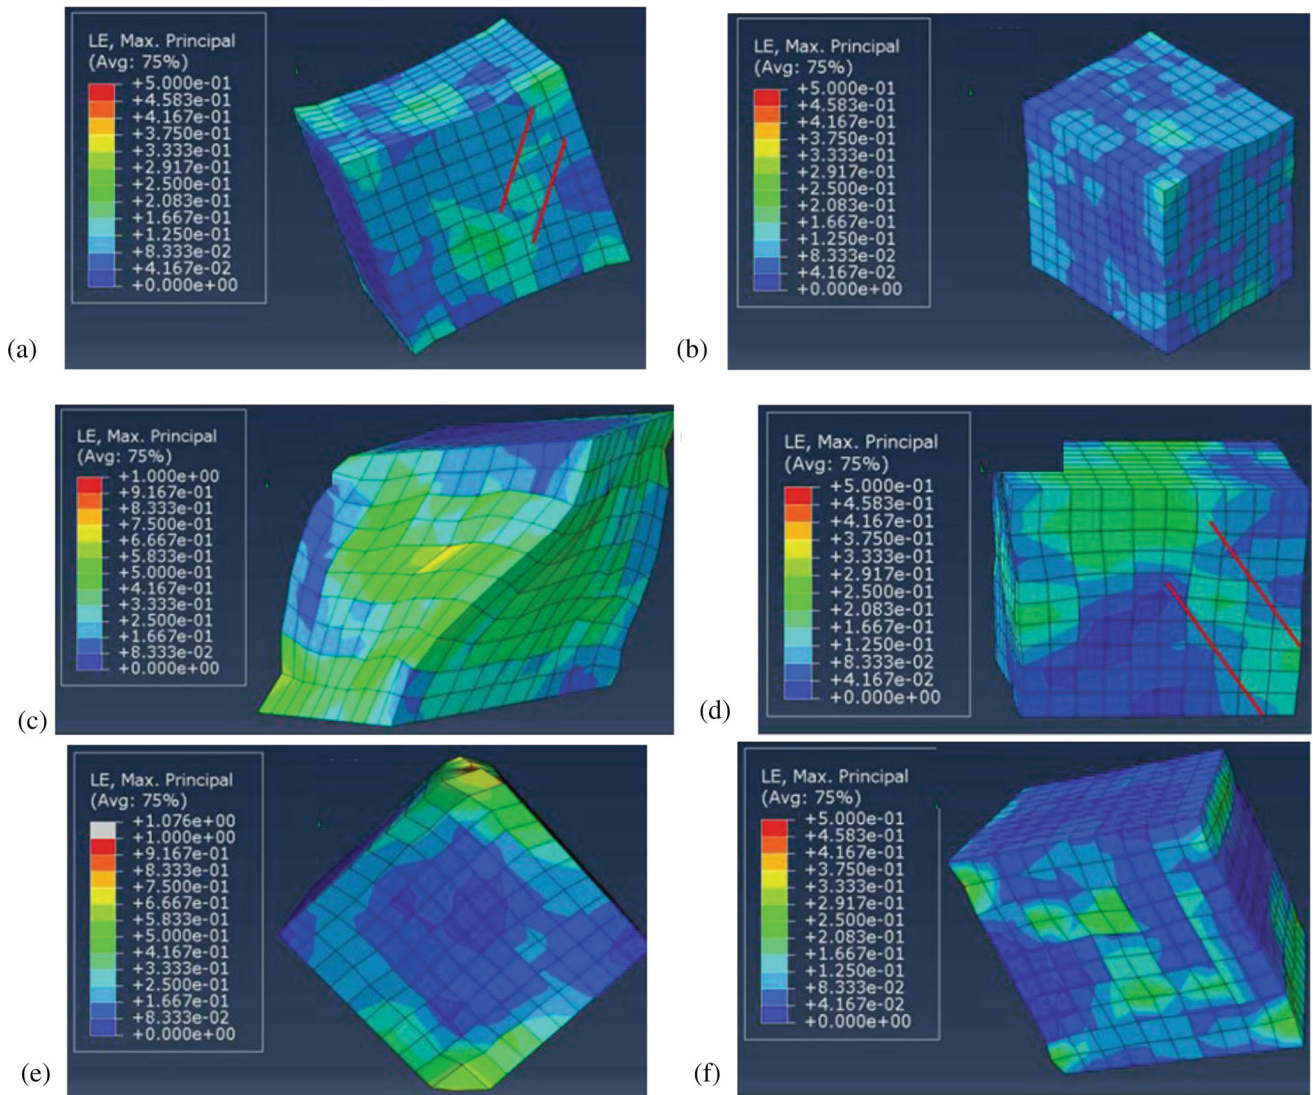 LE, Max. Principal
(Avg: 75%)
+5.000e-01
+4.583e-01
+4.167e-01
+3.750e-01
+3.333e-01
+2.917e-01
+2.500e-01
+2.083e-01
+1.667e-01
+1.250e-01
+8.333e-02
+4.167e-02
+0.000e+00
(a)
LE, Max. Principal
(Avg: 75%)
+5.000e-01
+4.583e-01
+4.167e-01
+3.750e-01
+3.333e-01
+2.917e-01
+2.500e-01
+2.083e-01
+1.667e-01
+1.250e-01
+8.333e-02
+4.167e-02
+0.000e+00
(b)
LE, Max. Principal
(Avg: 75%)
+1.000e+00
+9.167e-01
+8.333e-01
+7.500e-01
+6.667e-01
+5.833e-01
+5.000e-01
+4.167e-01
+3.333e-01
+2.500e-01
+1.667e-01
+8.333e-02
+0.000e+00
(c)
LE, Max. Principal
(Avg: 75%)
+5.000e-01
+4.583e-01
+4.167e-01
+3.750e-01
+3.333e-01
+2.917e-01
+2.500e-01
+2.083e-01
+1.667e-01
+1.250e-01
+8.333e-02
+4.167e-02
+0.000e+00
(d)
LE, Max. Principal
(Avg: 75%)
+1.076e+00
+1.000e+00
+9.167e-01
+8.333e-01
+7.500e-01
+6.667e-01
+5.833e-01
+5.000e-01
+4.167e-01
+3.333e-01
+2.500e-01
+1.667e-01
+8.333e-02
+0.000e+00
(e)
LE, Max. Principal
(Avg: 75%)
+5.000e-01
+4.583e-01
+4.167e-01
+3.750e-01
+3.333e-01
+2.917e-01
+2.500e-01
+2.083e-01
+1.667e-01
+1.250e-01
+8.333e-02
+4.167e-02
+0.000e+00
(f)